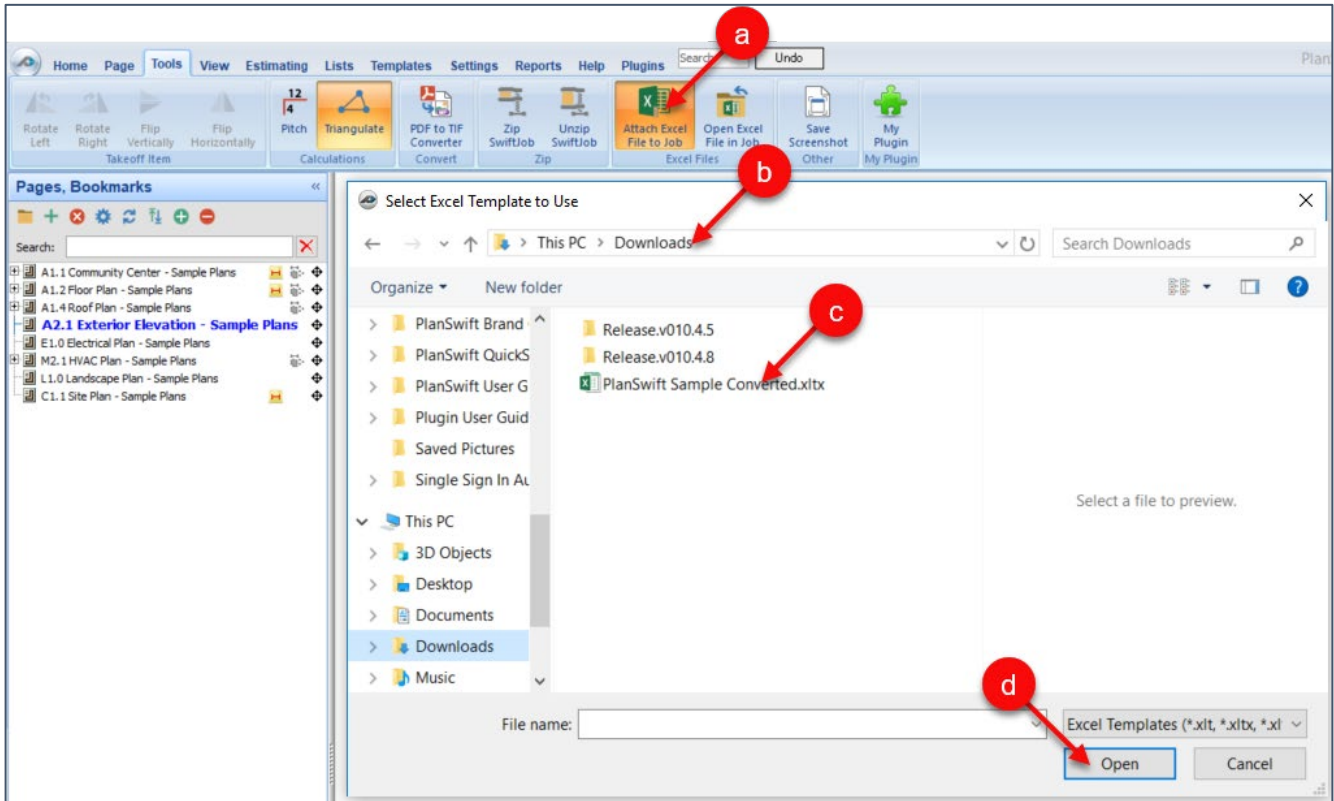 a
Search Undo
Home Page Tools View Estimating Lists Templates Settings Reports Help Plugins Plan
12
4
Rotate Left
Rotate Right
Flip Vertically
Flip Horizontally
Pitch
Triangulate
PDF to TIF Converter
Zip SwiftJob
Unzip SwiftJob
Attach Excel File to Job
Open Excel File in Job
Save Screenshot
My Plugin
Takeoff Item Calculations Convert Zip Excel Files Other My Plugin
b
Pages, Bookmarks
Search:
A1.1 Community Center - Sample Plans
A1.2 Floor Plan - Sample Plans
A1.4 Roof Plan - Sample Plans
A2.1 Exterior Elevation - Sample Plans
E1.0 Electrical Plan - Sample Plans
M2.1 HVAC Plan - Sample Plans
L1.0 Landscape Plan - Sample Plans
C1.1 Site Plan - Sample Plans
Select Excel Template to Use
This PC > Downloads
Search Downloads
Organize New folder
PlanSwift Brand
PlanSwift QuickS
PlanSwift User G
Plugin User Guid
Saved Pictures
Single Sign In Au
This PC
3D Objects
Desktop
Documents
Downloads
Music
c
Release.v010.4.5
Release.v010.4.8
PlanSwift Sample Converted.xltx
Select a file to preview.
d
File name:
Excel Templates (*.xlt, *.xltx, *.xl
Open Cancel